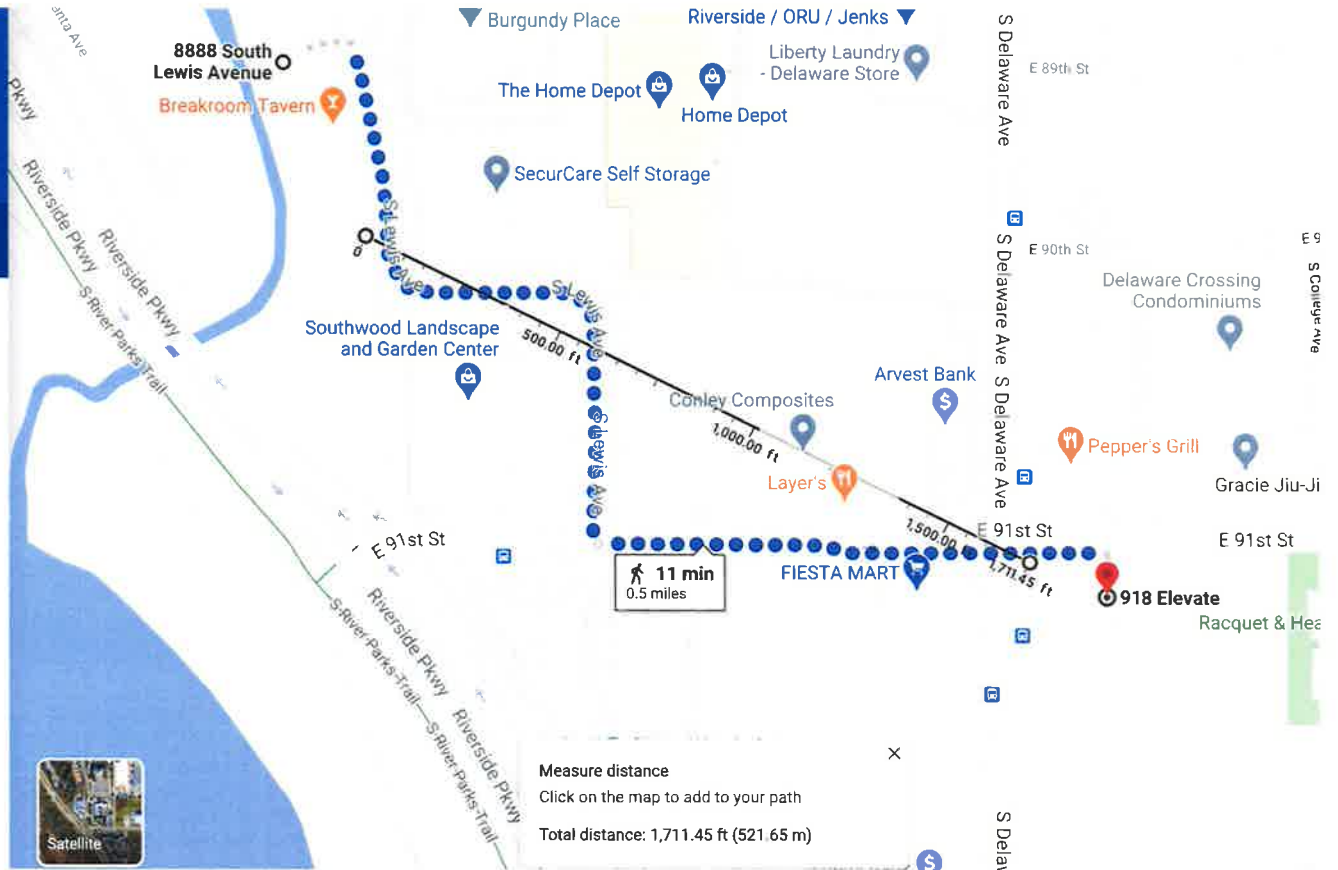 Burgundy Place
Riverside / ORU / Jenks
8888 South
Lewis Avenue
Liberty Laundry
- Delaware Store
S Delaware Ave
E 89th St
The Home Depot
Home Depot
Breakroom Tavern
Pkwy
SecurCare Self Storage
Riverside Pkwy
S Lewis Ave
0
Riverside Pkwy
S Delaware Ave
E 90th St
E 9
S College Ave
Delaware Crossing
Condominiums
S Lewis Ave
S River Parks Trail
Southwood Landscape
and Garden Center
500.00 ft
Arvest Bank
S Delaware Ave
Conley Composites
1,000.00 ft
S Lewis Ave
Pepper's Grill
Layer's
Gracie Jiu-Ji
1,500.00
E 91st St
E 91st St
E 91st St
11 min
0.5 miles
FIESTA MART
1,711.45 ft
918 Elevate
Racquet & Hea
Riverside Pkwy
S-River-Parks-Trail
Riverside Pkwy
S-River-Parks-Trail
Measure distance
Click on the map to add to your path
Total distance: 1,711.45 ft (521.65 m)
Satellite
S Delaw